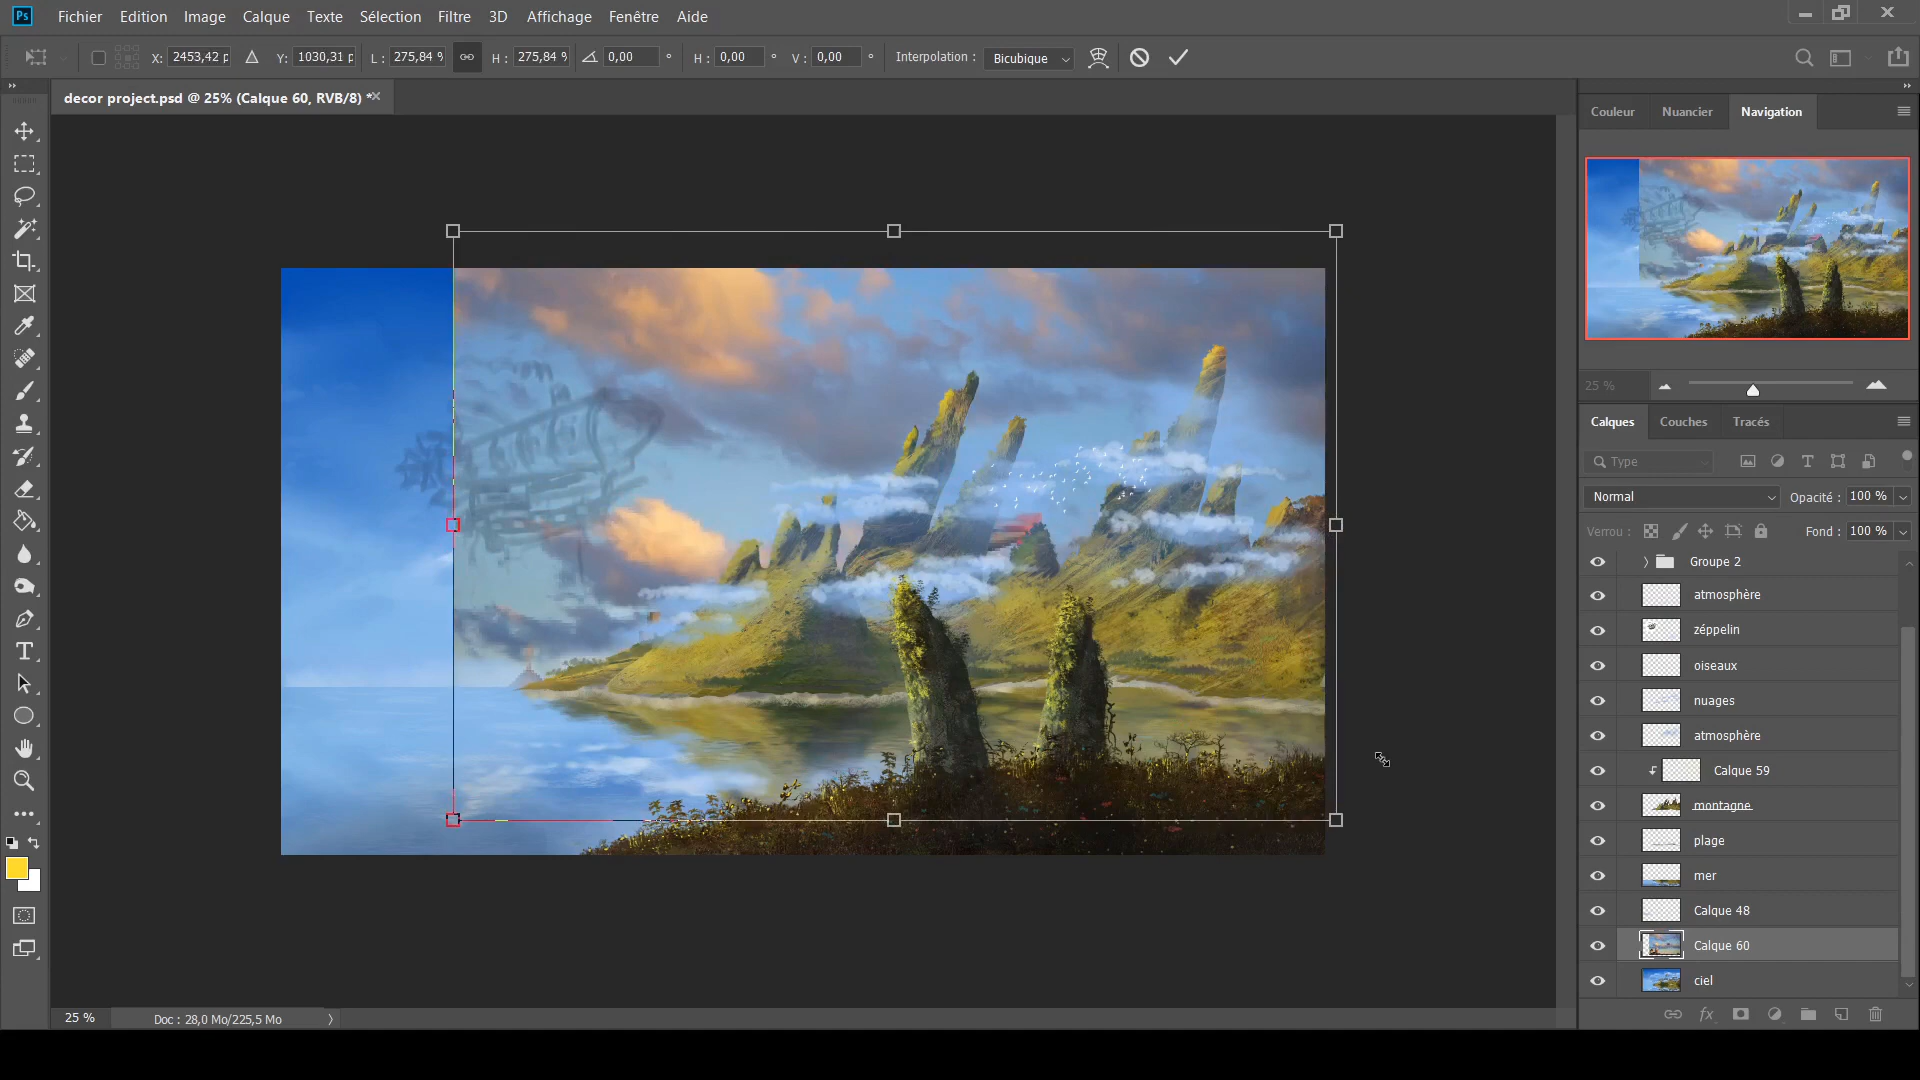 Ps Fichier Edition Image Calque Texte Sélection Filtre 3D Affichage Fenêtre Aide
X: 2453,42 p Y: 1030,31 p L: 275,84 % H: 275,84 % 0,00 ° H: 0,00 ° V: 0,00 ° Interpolation : Bicubique
decor project.psd @ 25% (Calque 60, RVB/8) *
Couleur Nuancier Navigation
25 %
Calques Couches Tracés
Type
Normal Opacité : 100 %
Verrou : Fond : 100 %
Groupe 2
atmosphère
zéppelin
oiseaux
nuages
atmosphère
Calque 59
montagne
plage
mer
Calque 48
Calque 60
ciel
fx
25 % Doc : 28,0 Mo/225,5 Mo